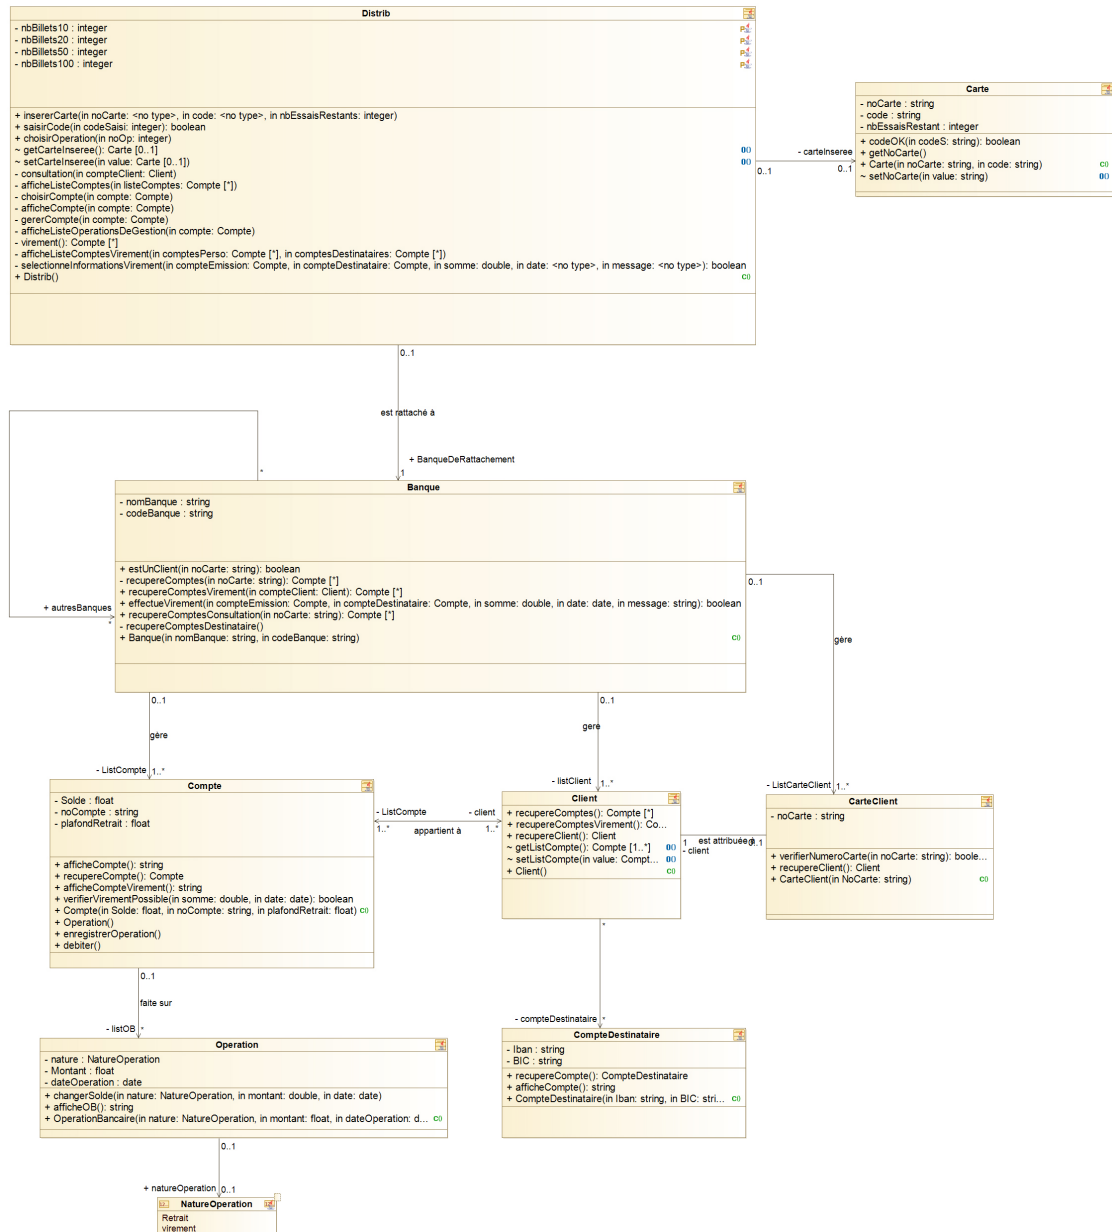 Distrib
- nbBillets10 : integer
- nbBillets20 : integer
- nbBillets50 : integer
- nbBillets100 : integer
+ insererCarte(in noCarte: <no type>, in code: <no type>, in nbEssaisRestants: integer)
+ saisirCode(in codeSaisi: integer): boolean
+ choisirOperation(in noOp: integer)
~ getCarteInseree(): Carte [0..1]
~ setCarteInseree(in value: Carte [0..1])
- consultation(in compteClient: Client)
- afficheListeComptes(in listeComptes: Compte [*])
- choisirCompte(in compte: Compte)
- afficheCompte(in compte: Compte)
- gererCompte(in compte: Compte)
- afficheListeOperationsDeGestion(in compte: Compte)
- virement(): Compte [*]
- afficheListeComptesVirement(in comptesPerso: Compte [*], in comptesDestinataires: Compte [*])
- selectionneInformationsVirement(in compteEmission: Compte, in compteDestinataire: Compte, in somme: double, in date: <no type>, in message: <no type>): boolean
+ Distrib()
- carteInseree
0..1
0..1
Carte
- noCarte : string
- code : string
- nbEssaisRestant : integer
+ codeOK(in codeS: string): boolean
+ getNoCarte()
+ Carte(in noCarte: string, in code: string)
~ setNoCarte(in value: string)
0..1
est rattaché à
+ BanqueDeRattachement
1
*
+ autresBanques
*
Banque
- nomBanque : string
- codeBanque : string
+ estUnClient(in noCarte: string): boolean
- recupereComptes(in noCarte: string): Compte [*]
+ recupereComptesVirement(in compteClient: Client): Compte [*]
+ effectueVirement(in compteEmission: Compte, in compteDestinataire: Compte, in somme: double, in date: date, in message: string): boolean
+ recupereComptesConsultation(in noCarte: string): Compte [*]
- recupereComptesDestinataire()
+ Banque(in nomBanque: string, in codeBanque: string)
0..1
gère
- ListCompte
1..*
0..1
gere
- listClient
1..*
0..1
gère
- ListCarteClient
1..*
Compte
- Solde : float
- noCompte : string
- plafondRetrait : float
+ afficheCompte(): string
+ recupereCompte(): Compte
+ afficheCompteVirement(): string
+ verifierVirementPossible(in somme: double, in date: date): boolean
+ Compte(in Solde: float, in noCompte: string, in plafondRetrait: float)
+ Operation()
+ enregistrerOperation()
+ debiter()
- ListCompte
1..*
appartient à
- client
1..*
Client
+ recupereComptes(): Compte [*]
+ recupereComptesVirement(): Co...
+ recupereClient(): Client
~ getListCompte(): Compte [1..*]
~ setListCompte(in value: Compt...
+ Client()
1
- client
est attribuée à
0..1
CarteClient
- noCarte : string
+ verifierNumeroCarte(in noCarte: string): boole...
+ recupereClient(): Client
+ CarteClient(in NoCarte: string)
0..1
faite sur
- listOB
*
*
- compteDestinataire
*
Operation
- nature : NatureOperation
- Montant : float
- dateOperation : date
+ changerSolde(in nature: NatureOperation, in montant: double, in date: date)
+ afficheOB(): string
+ OperationBancaire(in nature: NatureOperation, in montant: float, in dateOperation: d...
CompteDestinataire
- Iban : string
- BIC : string
+ recupereCompte(): CompteDestinataire
+ afficheCompte(): string
+ CompteDestinataire(in Iban: string, in BIC: stri...
0..1
+ natureOperation
0..1
NatureOperation
Retrait
virement